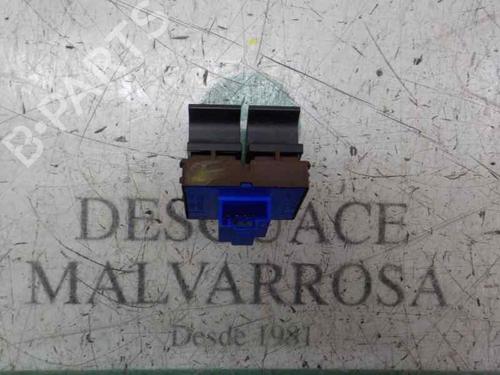 B-PARTS
DESGUACE
MALVARROSA
Desde 1981